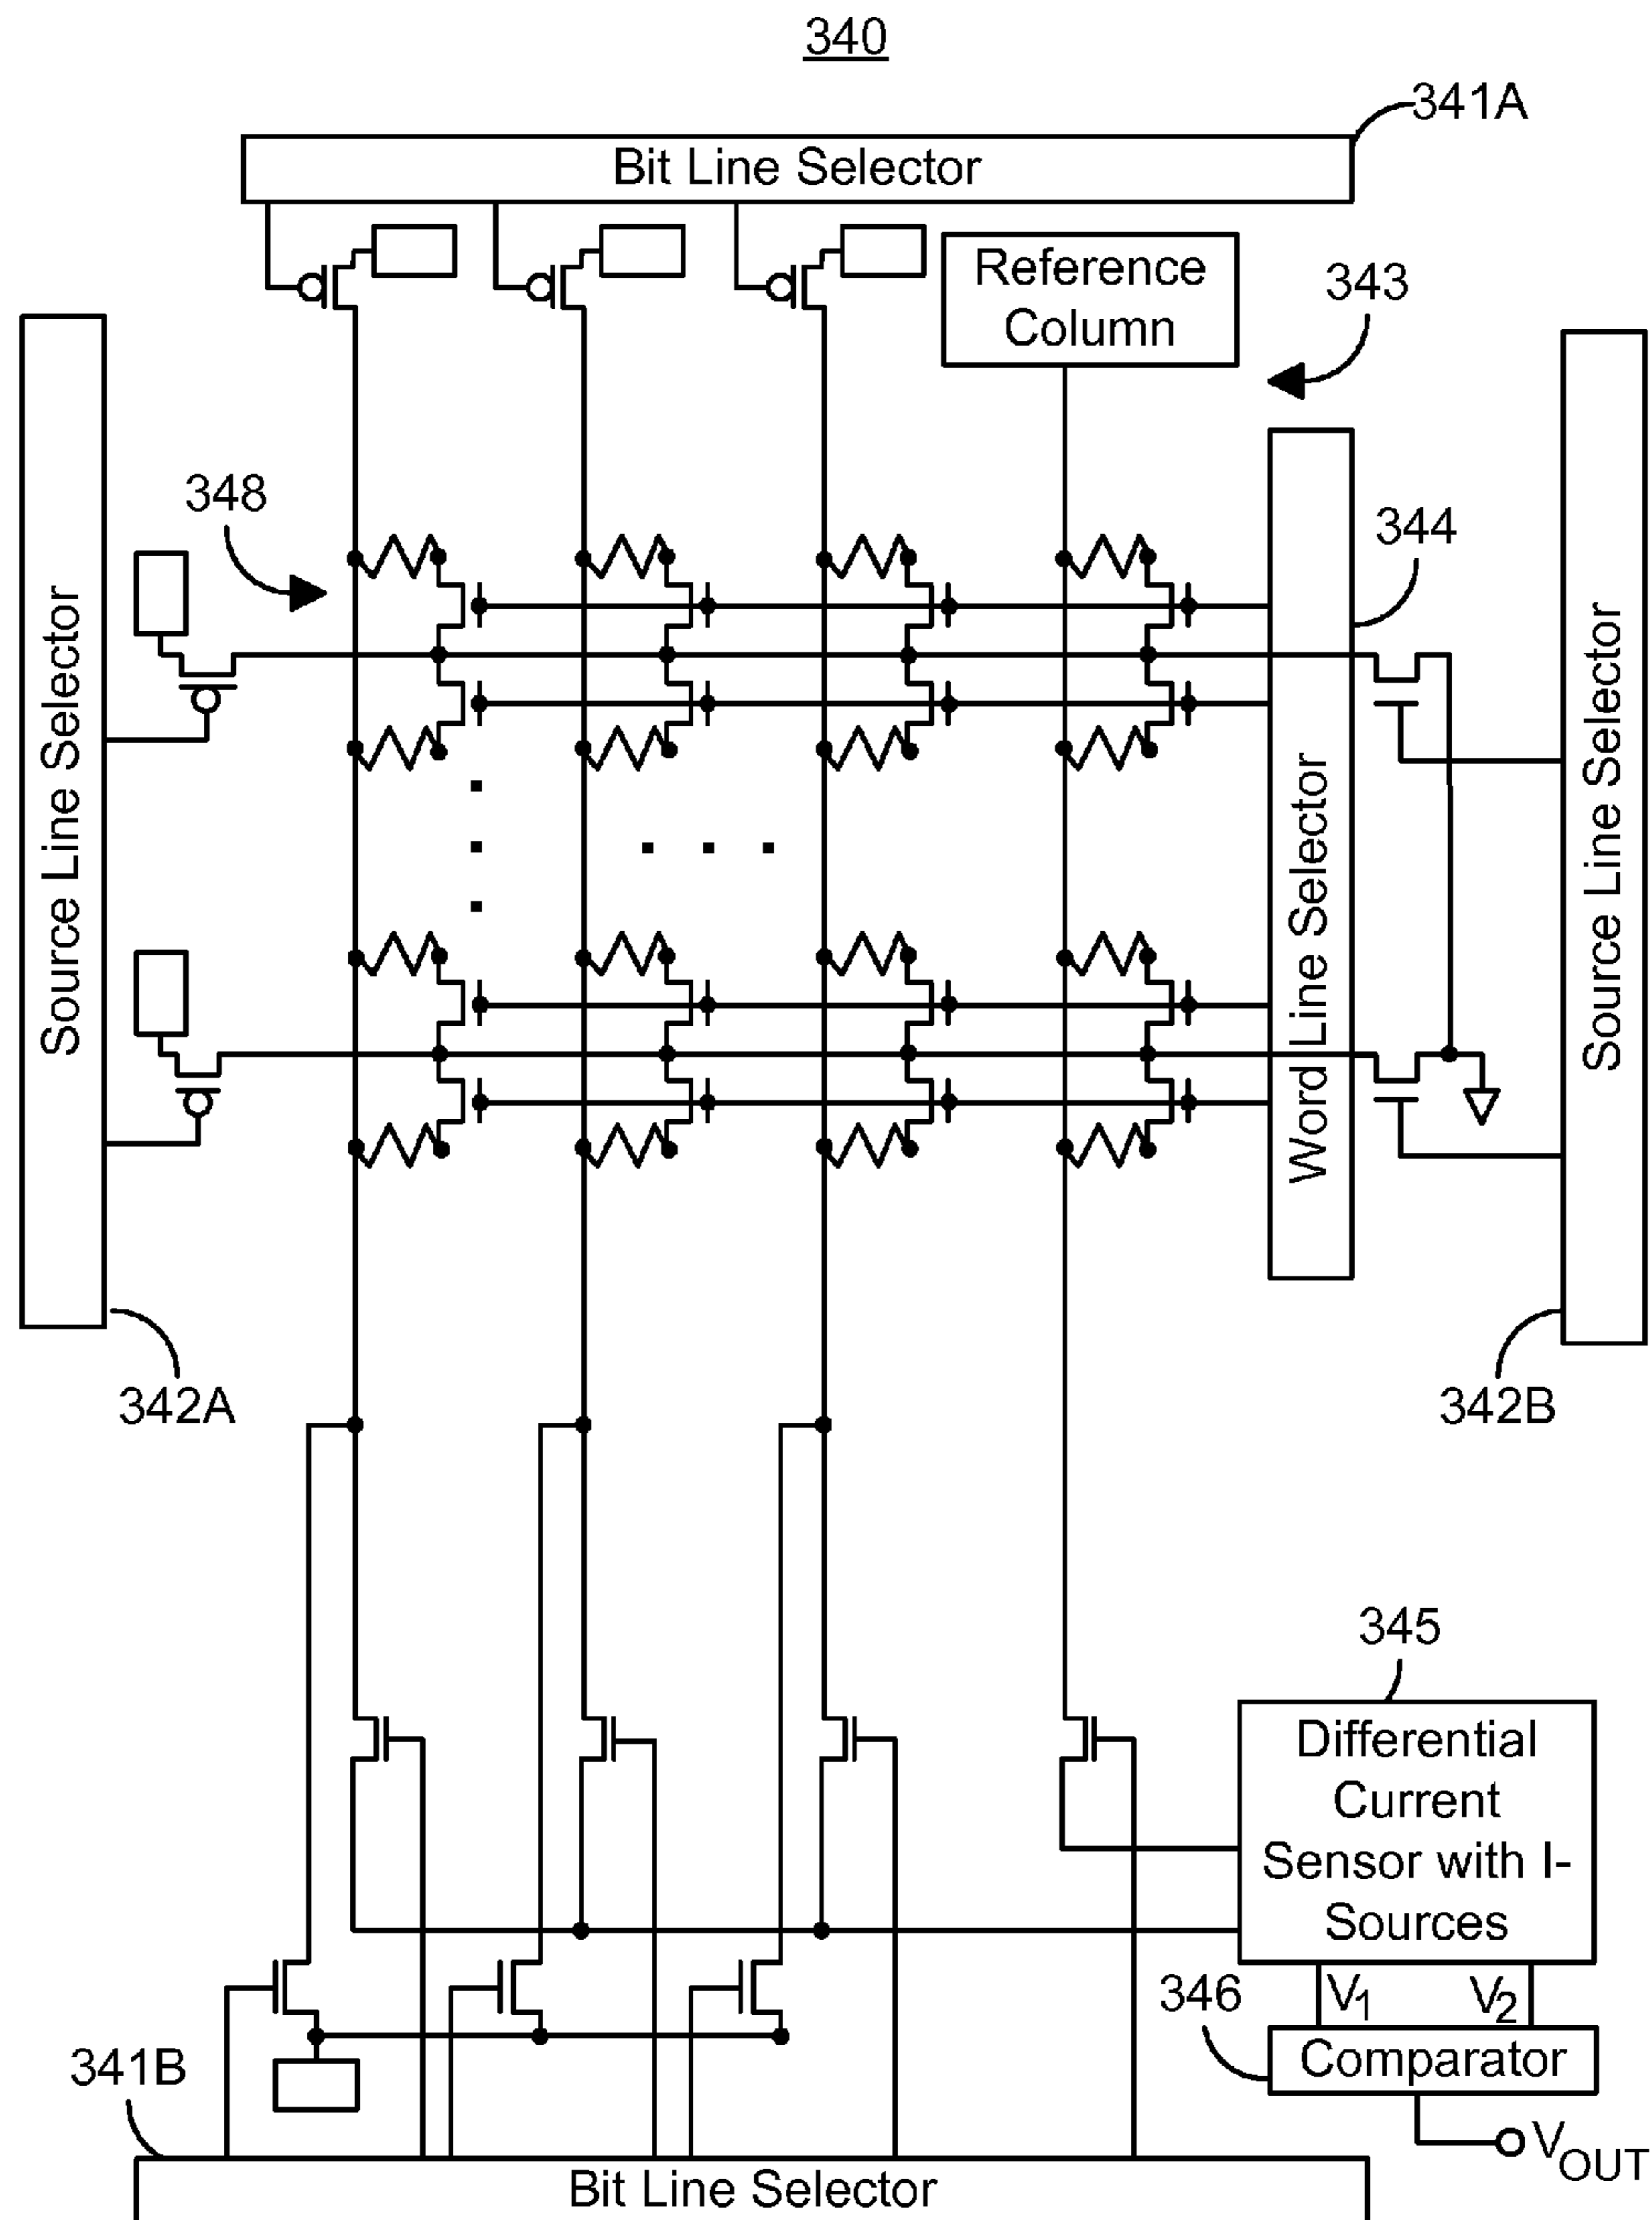 340
341A
Bit Line Selector
Reference
Column
343
348
344
Source Line Selector
Word Line Selector
Source Line Selector
342A
342B
345
Differential
Current
Sensor with I-
Sources
V1
V2
346
Comparator
341B
VOUT
Bit Line Selector